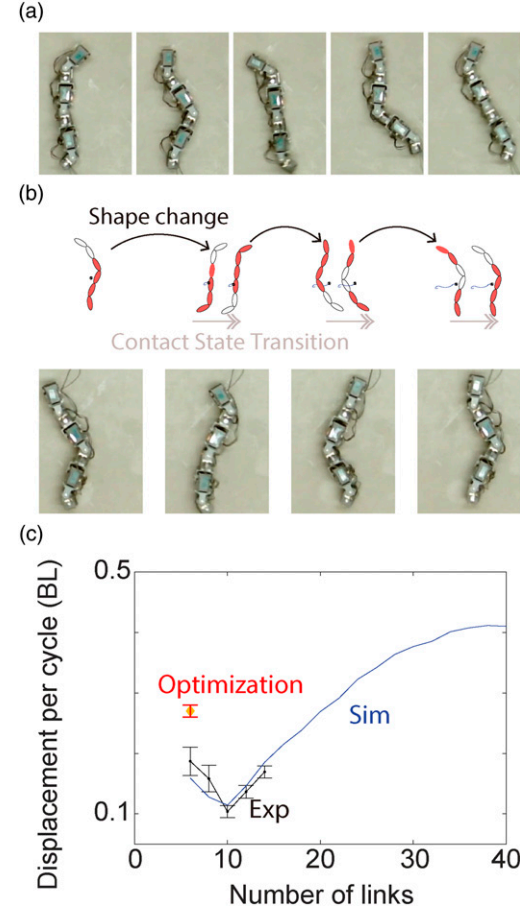 (a)
(b)
Shape change
Contact State Transition
(c)
Displacement per cycle (BL)
0.5
0.1
Optimization
Sim
Exp
0
10
20
30
40
Number of links